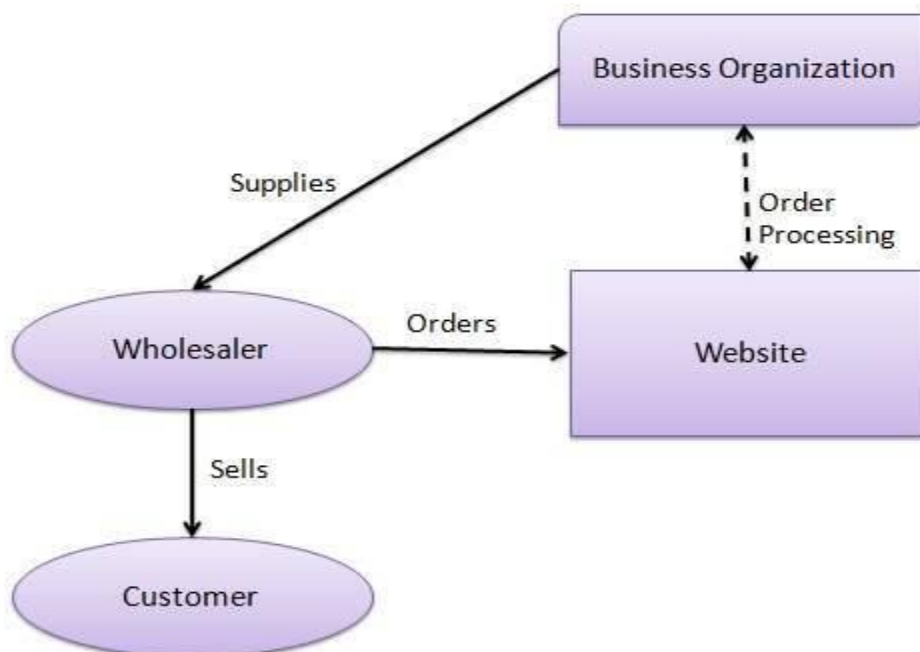 Business Organization
Supplies
Order
Processing
Wholesaler
Orders
Website
Sells
Customer